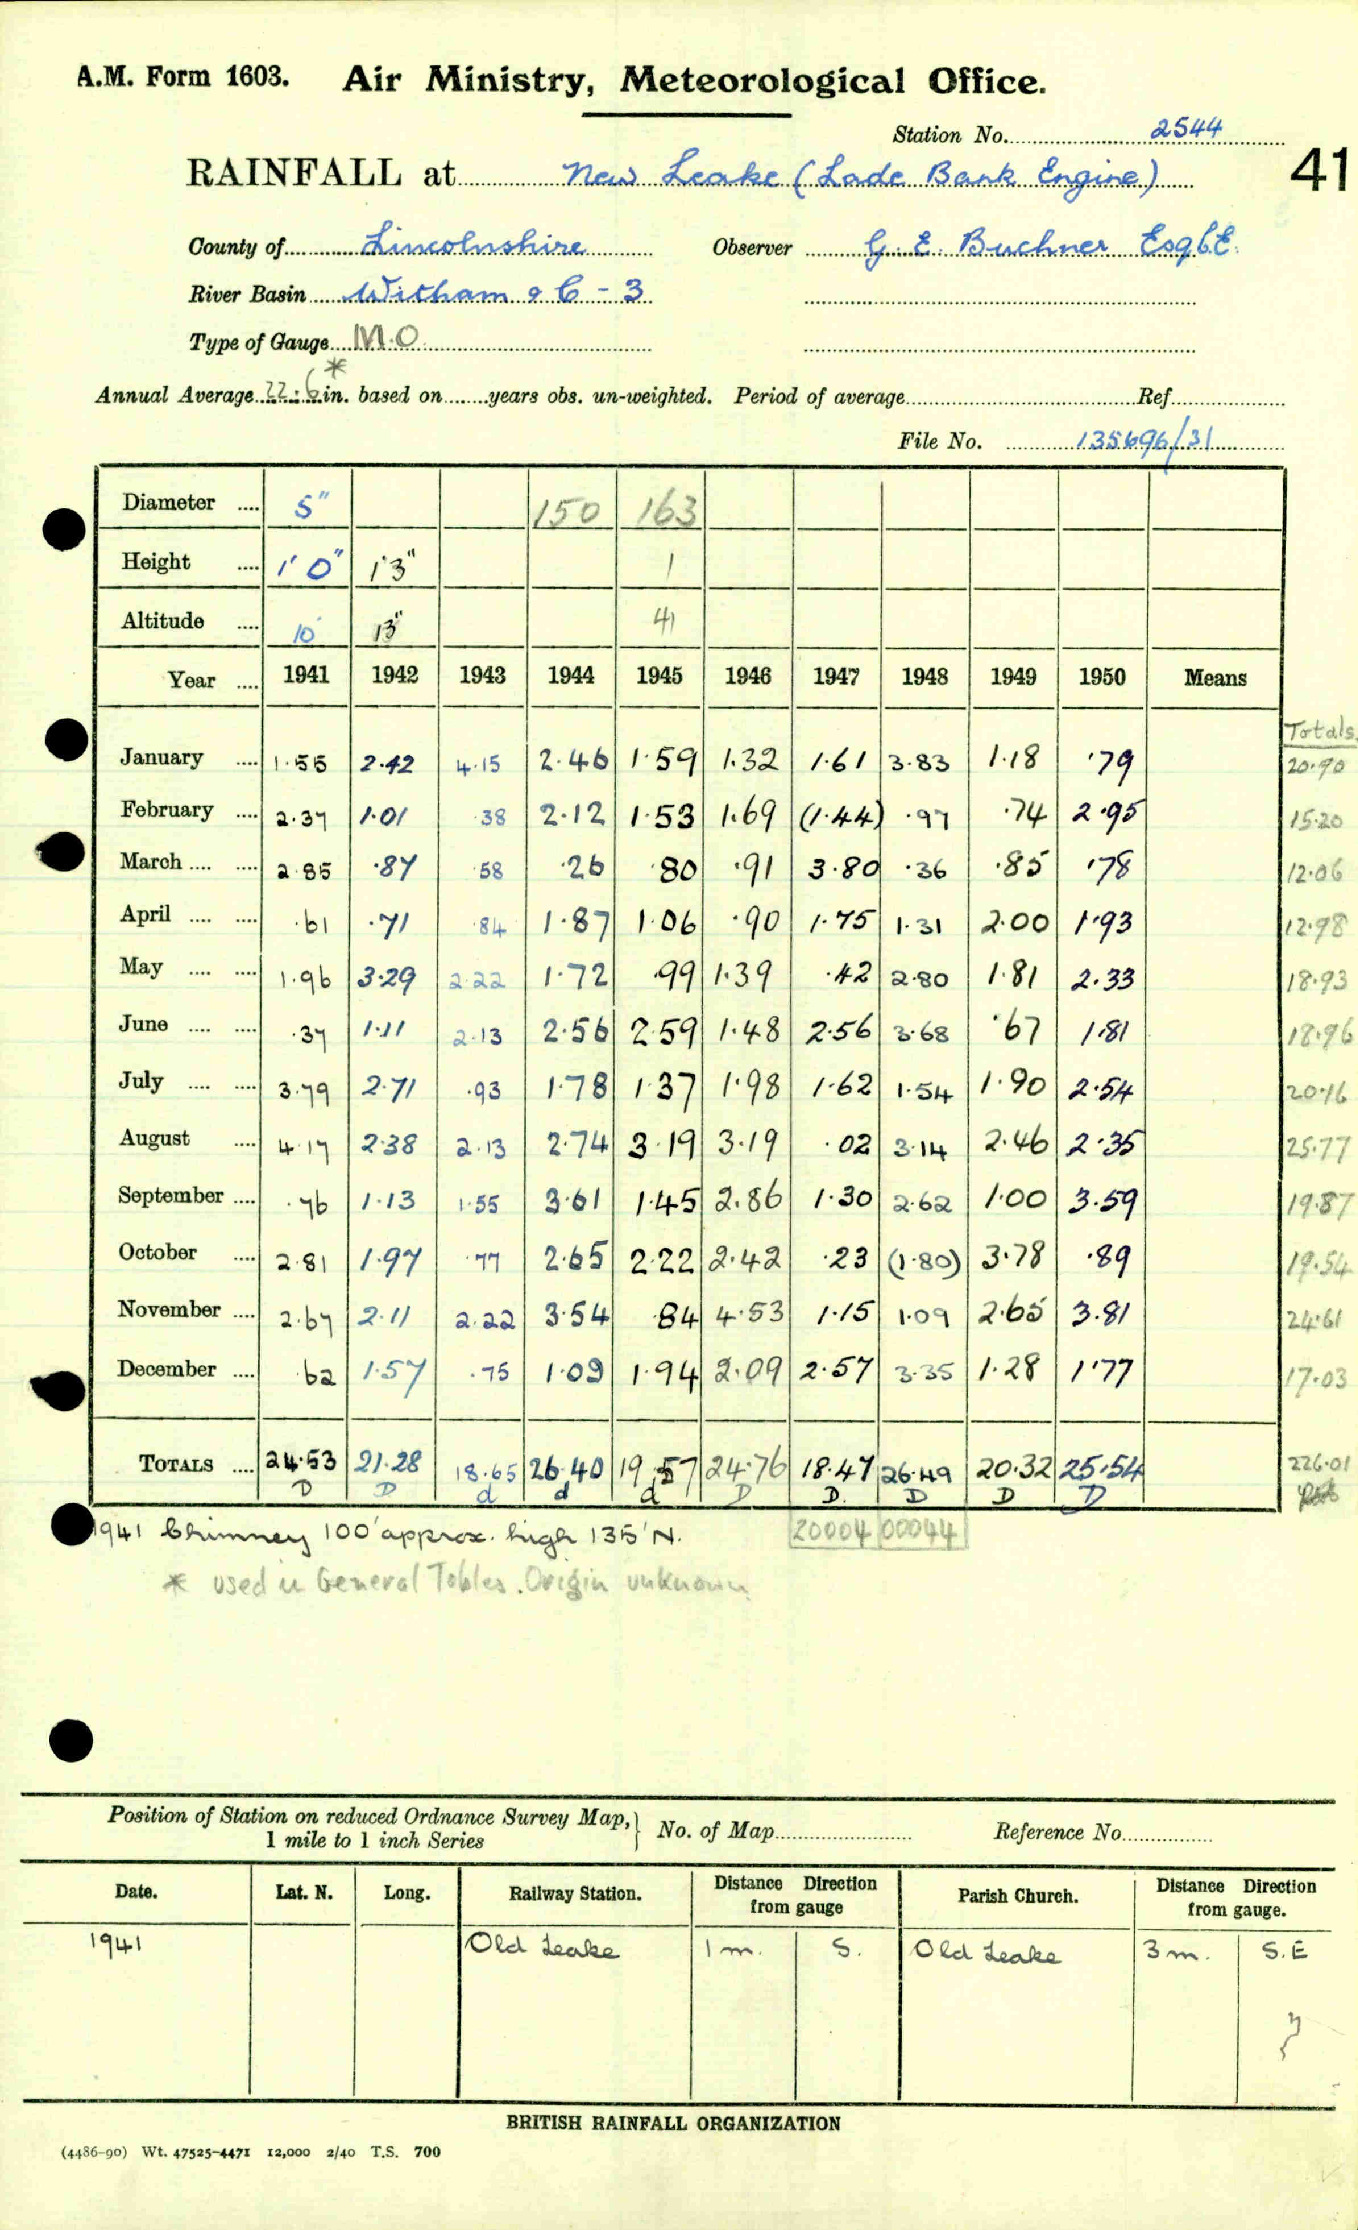 A.M. Form 1603. Air Ministry, Meteorological Office.
Station No. 2544
41
RAINFALL at New Leake (Lade Bank Engine)
County of Lincolnshire Observer G. E. Buchner Esq C.E.
River Basin Witham & C - 3
Type of Gauge M.O
Annual Average 22.6* in. based on years obs. un-weighted. Period of average Ref.
File No. 135696/31
Diameter .... 5" 150 163
Height .... 1' 0" 1'3" 1
Altitude .... 10' 13" 41
Year .... 1941 1942 1943 1944 1945 1946 1947 1948 1949 1950 Means
Totals.
January .... 1.55 2.42 4.15 2.46 1.59 1.32 1.61 3.83 1.18 .79 20.90
February .... 2.37 1.01 .38 2.12 1.53 1.69 (1.44) .97 .74 2.95 15.20
March .... .... 2.85 .87 .58 .26 .80 .91 3.80 .36 .85 .78 12.06
April .... .... .61 .71 .84 1.87 1.06 .90 1.75 1.31 2.00 1.93 12.98
May .... .... 1.96 3.29 2.22 1.72 .99 1.39 .42 2.80 1.81 2.33 18.93
June .... .... .37 1.11 2.13 2.56 2.59 1.48 2.56 3.68 .67 1.81 18.96
July .... .... 3.79 2.71 .93 1.78 1.37 1.98 1.62 1.54 1.90 2.54 20.16
August .... 4.17 2.38 2.13 2.74 3.19 3.19 .02 3.14 2.46 2.35 25.77
September .... .76 1.13 1.55 3.61 1.45 2.86 1.30 2.62 1.00 3.59 19.87
October .... 2.81 1.97 .77 2.65 2.22 2.42 .23 (1.80) 3.78 .89 19.54
November .... 2.67 2.11 2.22 3.54 .84 4.53 1.15 1.09 2.65 3.81 24.61
December .... .62 1.57 .75 1.09 1.94 2.09 2.57 3.35 1.28 1.77 17.03
TOTALS .... 24.53 21.28 18.65 26.40 19.57 24.76 18.47 26.49 20.32 25.54 226.01
D D d d d D D. D D D
1941 Chimney 100' approx. high 135' N. 20004 00044
* used in General Tables. Origin unknown
Position of Station on reduced Ordnance Survey Map, 1 mile to 1 inch Series } No. of Map Reference No.
Date. Lat. N. Long. Railway Station. Distance Direction from gauge Parish Church. Distance Direction from gauge.
1941 Old Leake 1 m. S. Old Leake 3 m. S.E
BRITISH RAINFALL ORGANIZATION
(4486-90) Wt. 47525-4471 12,000 2/40 T.S. 700